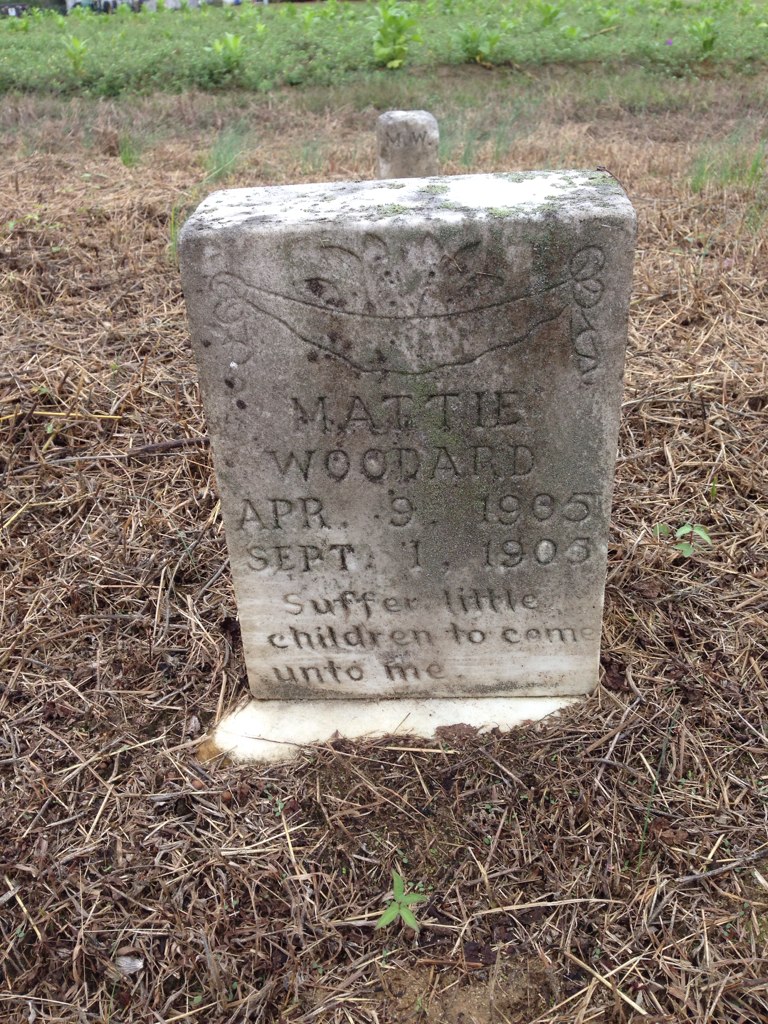 M.W.
MATTIE
WOODARD
APR. 9. 1905
SEPT. 1. 1905
Suffer little
children to come
unto me.